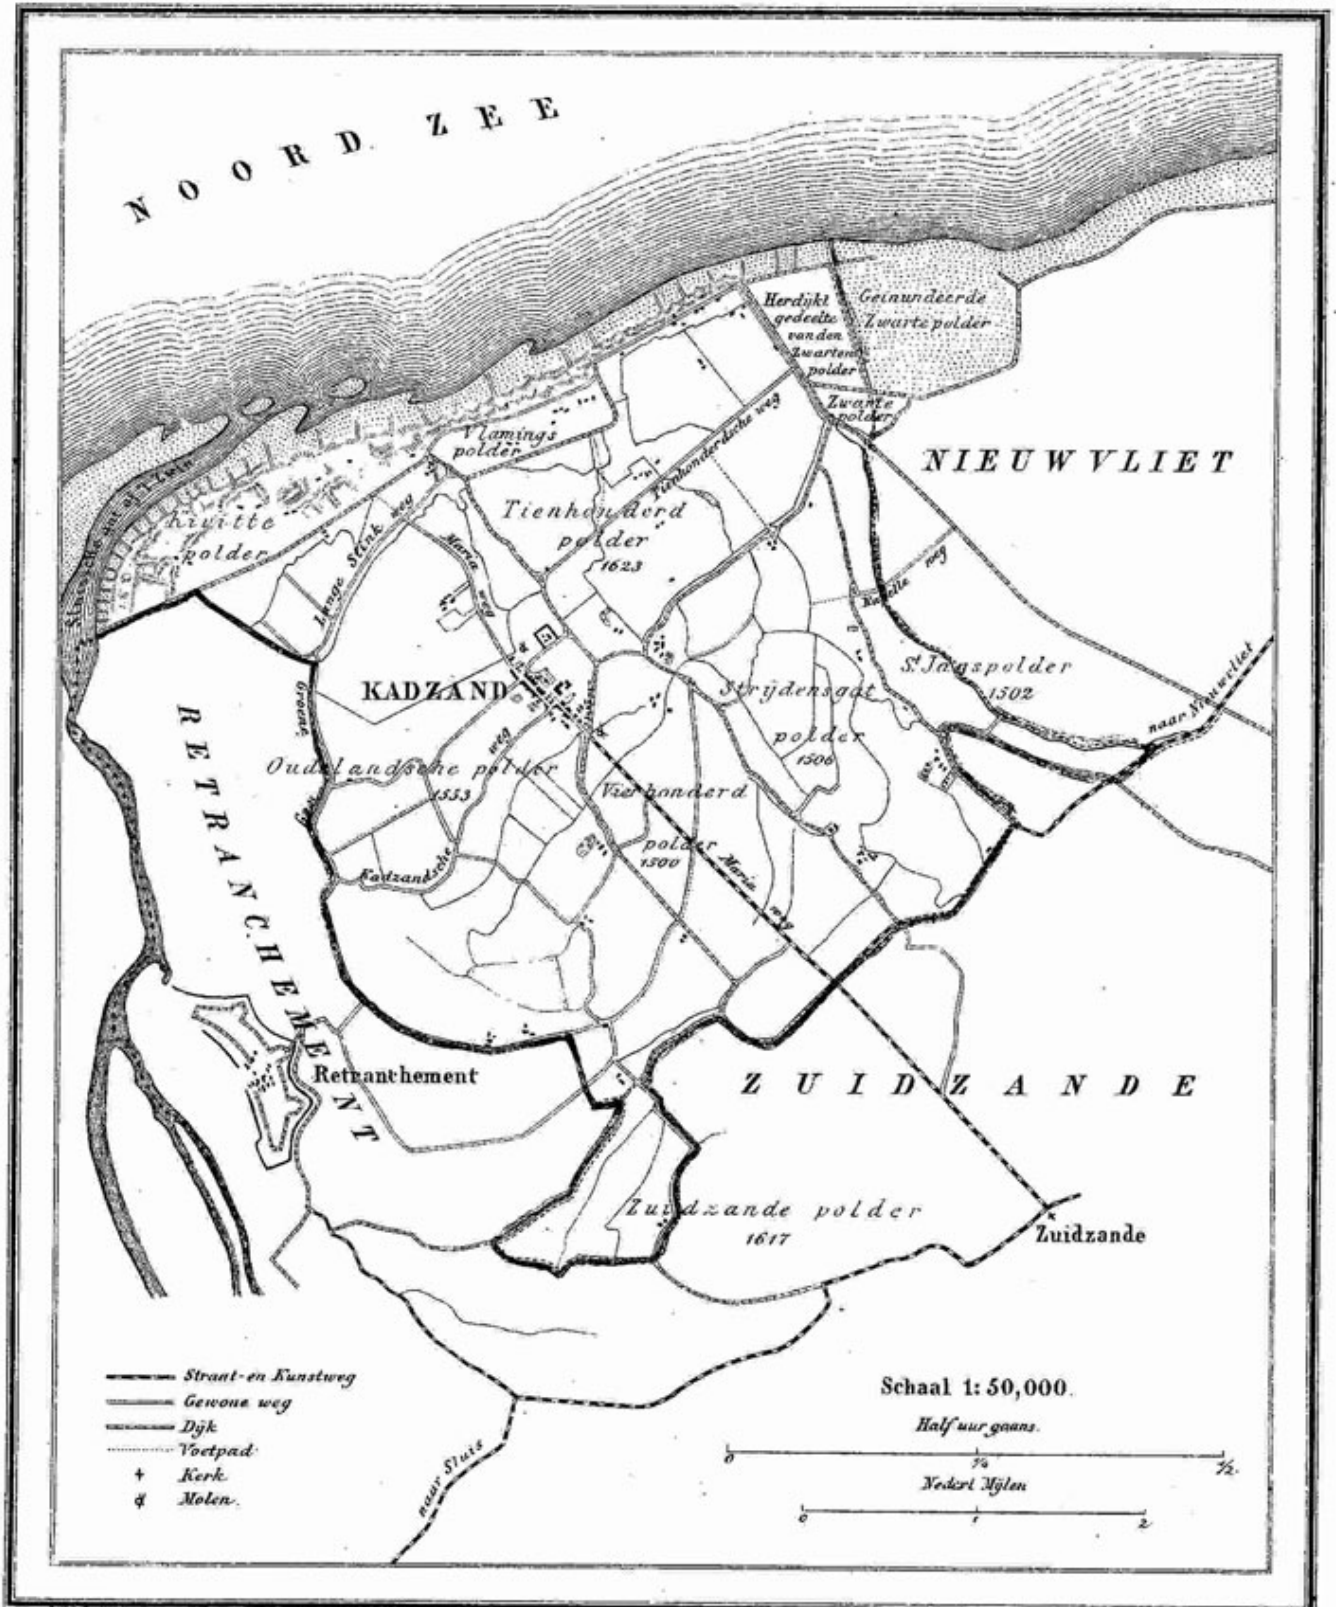 NOORD ZEE
Herdijkt
gedeelte
van den
Zwarten
polder
Geinundeerde
Zwarte polder
Zwarte
polder
Vlamings
polder
NIEUWVLIET
Tienhonderdsche weg
Tienhonderd
polder
1623
polder
Lange Stink weg
Maria weg
Kapelle weg
St Janspolder
1502
naar Nieuwvliet
KADZAND
Strijdensgat
polder
1506
Groene
RETRANCHEMENT
Oudelandsche polder
1553
weg
Vierhonderd
polder
1500
Kadzandsche
Maria weg
Retranchement
ZUIDZANDE
Zuidzande polder
1617
Zuidzande
Straat- en Kunstweg
Gewone weg
Dijk
Voetpad
Kerk
Molen.
naar Sluis
Schaal 1:50,000.
Half uur gaans.
0 1/4 1/2
Nederl Mijlen
0 1 2